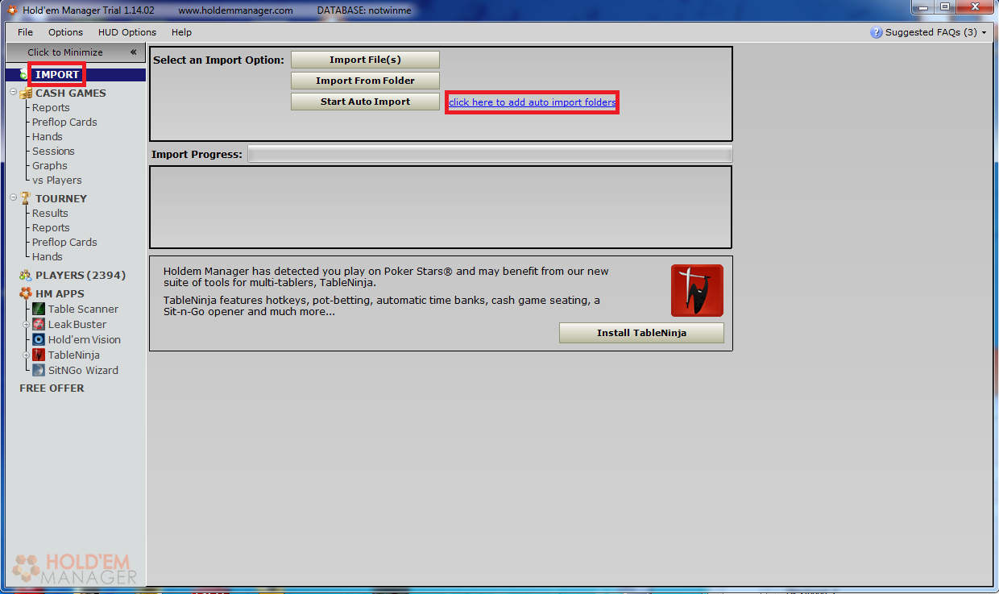 Hold'em Manager Trial 1.14.02 www.holdemmanager.com DATABASE: notwinme
File Options HUD Options Help Suggested FAQs (3)
Click to Minimize «
IMPORT
CASH GAMES
Reports
Preflop Cards
Hands
Sessions
Graphs
vs Players
TOURNEY
Results
Reports
Preflop Cards
Hands
PLAYERS (2394)
HM APPS
Table Scanner
Leak Buster
Hold'em Vision
TableNinja
SitNGo Wizard
FREE OFFER
HOLD'EM
MANAGER
Select an Import Option: Import File(s)
Import From Folder
Start Auto Import click here to add auto import folders
Import Progress:
Holdem Manager has detected you play on Poker Stars® and may benefit from our new
suite of tools for multi-tablers, TableNinja.
TableNinja features hotkeys, pot-betting, automatic time banks, cash game seating, a
Sit-n-Go opener and much more...
Install TableNinja